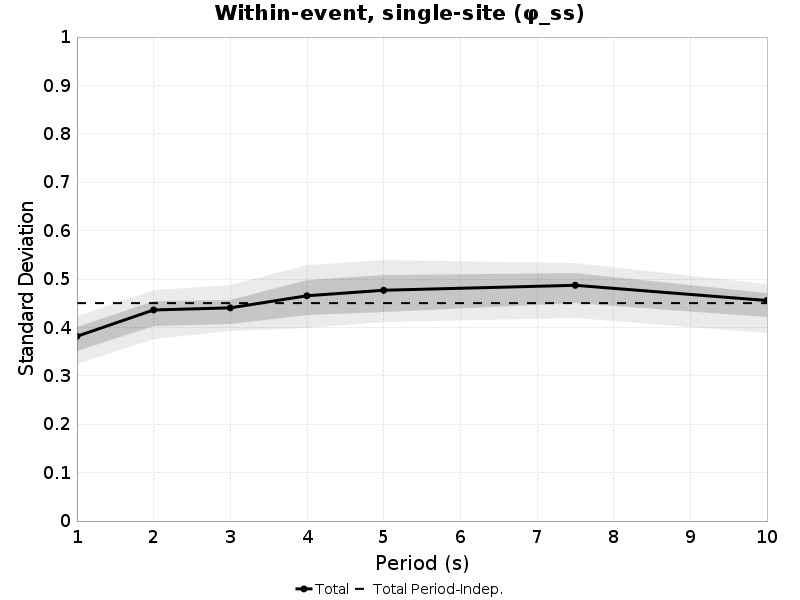 Within-event, single-site (φ_ss)
1
0.9
0.8
0.7
0.6
0.5
0.4
0.3
0.2
0.1
0
Standard Deviation
1 2 3 4 5 6 7 8 9 10
Period (s)
Total Total Period-Indep.